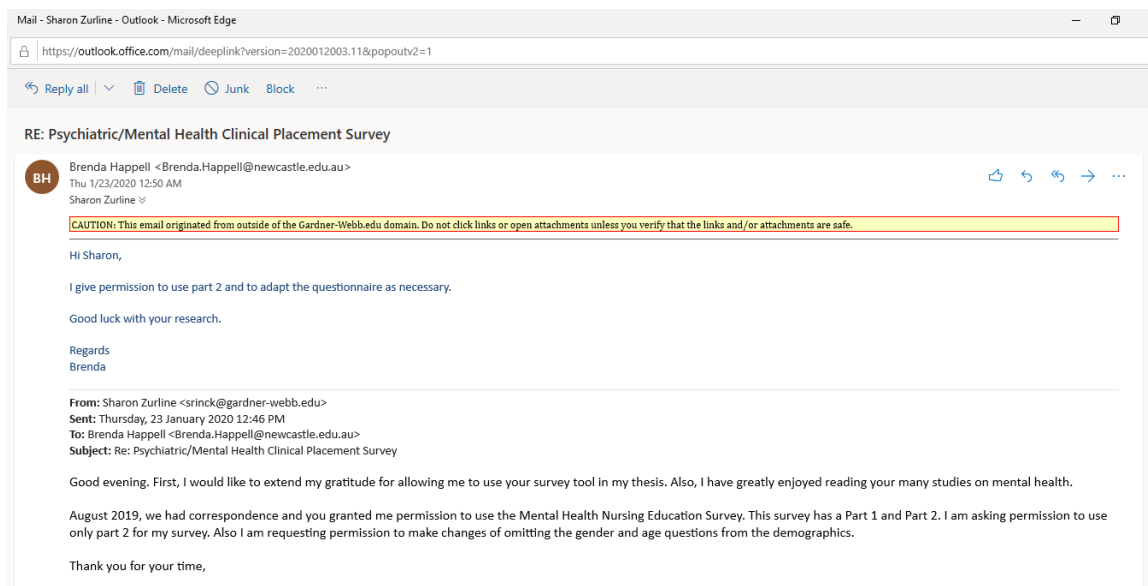 Mail - Sharon Zurline - Outlook - Microsoft Edge
https://outlook.office.com/mail/deeplink?version=2020012003.11&popoutv2=1
Reply all Delete Junk Block ...
RE: Psychiatric/Mental Health Clinical Placement Survey
BH
Brenda Happell <Brenda.Happell@newcastle.edu.au>
Thu 1/23/2020 12:50 AM
Sharon Zurline
CAUTION: This email originated from outside of the Gardner-Webb.edu domain. Do not click links or open attachments unless you verify that the links and/or attachments are safe.
Hi Sharon,
I give permission to use part 2 and to adapt the questionnaire as necessary.
Good luck with your research.
Regards
Brenda
From: Sharon Zurline <srinck@gardner-webb.edu>
Sent: Thursday, 23 January 2020 12:46 PM
To: Brenda Happell <Brenda.Happell@newcastle.edu.au>
Subject: Re: Psychiatric/Mental Health Clinical Placement Survey
Good evening. First, I would like to extend my gratitude for allowing me to use your survey tool in my thesis. Also, I have greatly enjoyed reading your many studies on mental health.
August 2019, we had correspondence and you granted me permission to use the Mental Health Nursing Education Survey. This survey has a Part 1 and Part 2. I am asking permission to use
only part 2 for my survey. Also I am requesting permission to make changes of omitting the gender and age questions from the demographics.
Thank you for your time,